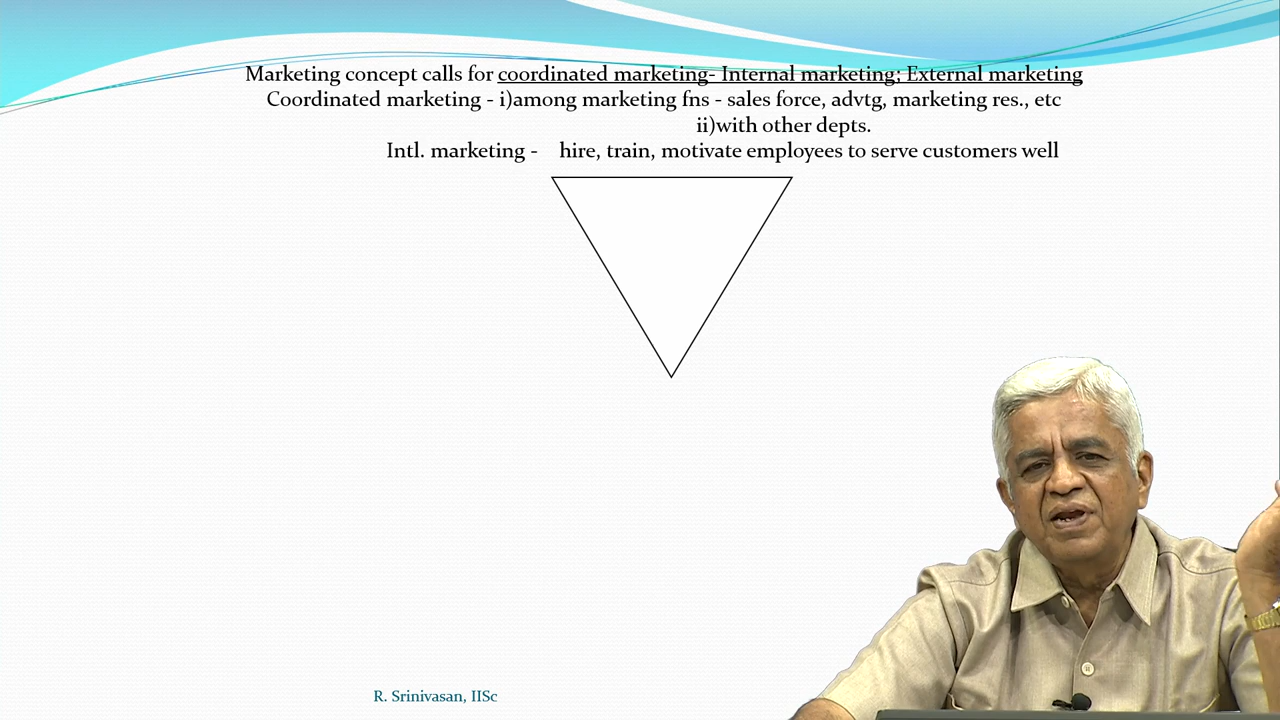 Marketing concept calls for coordinated marketing- Internal marketing; External marketing
Coordinated marketing - i)among marketing fns - sales force, advtg, marketing res., etc
ii)with other depts.
Intl. marketing - hire, train, motivate employees to serve customers well
R. Srinivasan, IISc